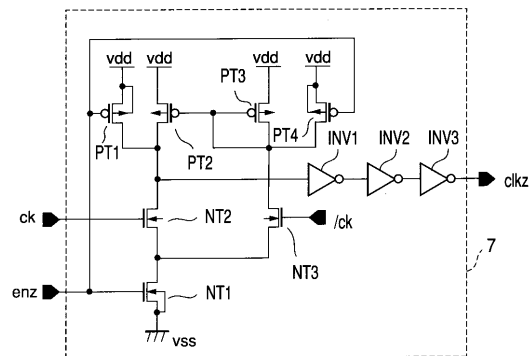 vdd vdd vdd vdd
PT3
PT1 PT2 PT4
INV1 INV2 INV3
clkz
ck NT2 /ck
NT3
7
enz NT1
vss